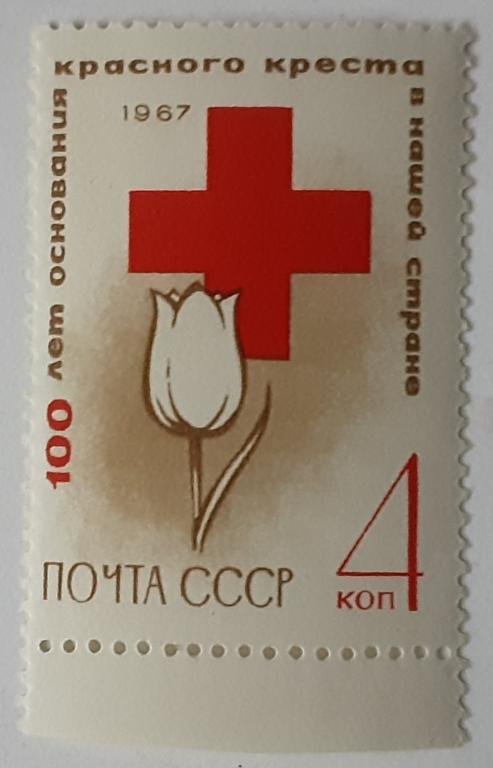 100 лет основания
красного креста
в нашей стране
1967
ПОЧТА СССР
4
коп